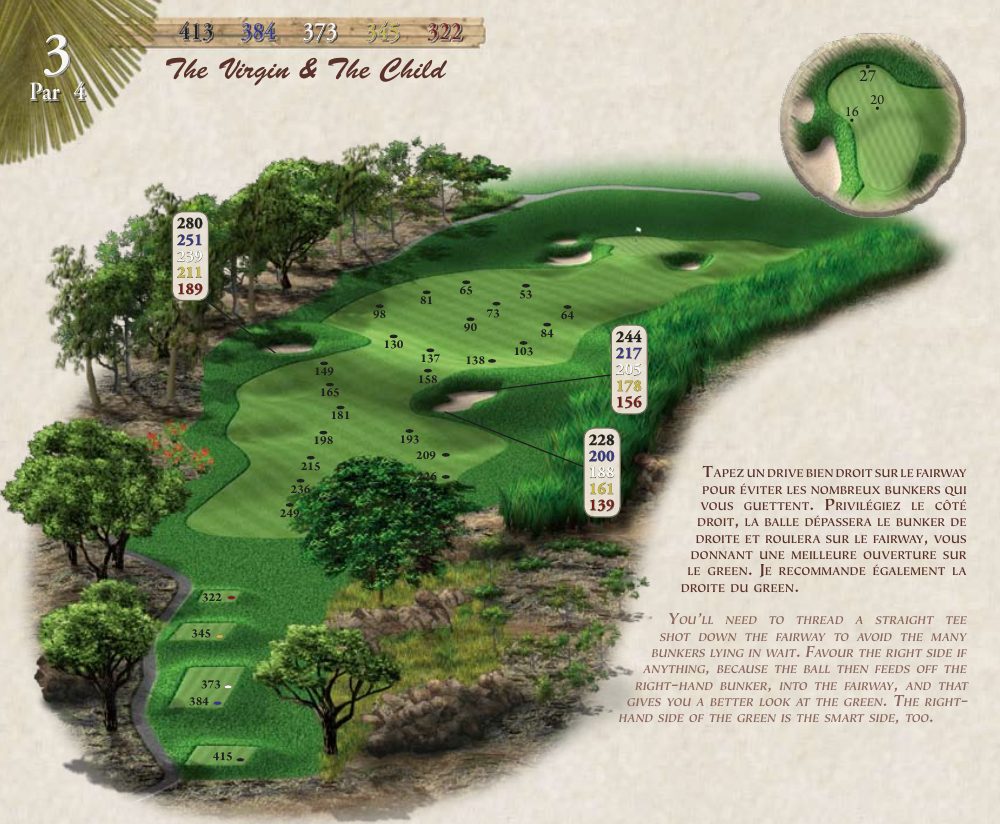 3
Par 4
413 384 373 345 322
The Virgin & The Child
27
20
16
280
251
239
211
189
65
53
81
73
64
98
90
84
130
103
137
138
149
158
165
181
198
193
209
215
236
249
244
217
205
178
156
228
200
188
161
139
322
345
373
384
415
Tapez un drive bien droit sur le fairway
pour éviter les nombreux bunkers qui
vous guettent. Privilégiez le côté
droit, la balle dépassera le bunker de
droite et roulera sur le fairway, vous
donnant une meilleure ouverture sur
le green. Je recommande également la
droite du green.
You'll need to thread a straight tee
shot down the fairway to avoid the many
bunkers lying in wait. Favour the right side if
anything, because the ball then feeds off the
right-hand bunker, into the fairway, and that
gives you a better look at the green. The right-
hand side of the green is the smart side, too.